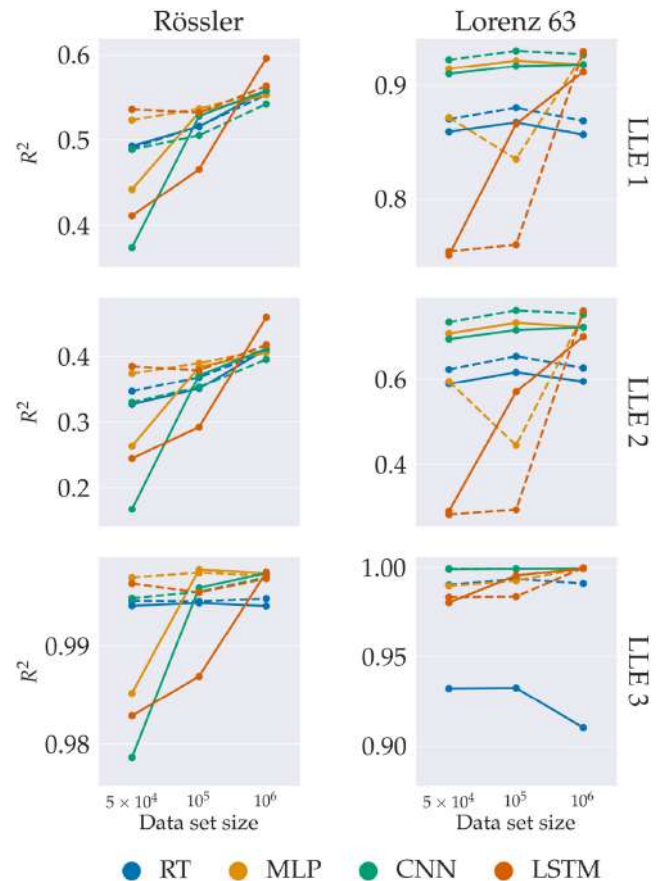 Rössler
Lorenz 63
0.6
0.5
0.4
R²
0.9
0.8
LLE 1
0.4
0.3
0.2
R²
0.6
0.4
LLE 2
0.99
0.98
R²
1.00
0.95
0.90
LLE 3
5 × 10⁴ 10⁵ 10⁶
Data set size
5 × 10⁴ 10⁵ 10⁶
Data set size
RT MLP CNN LSTM